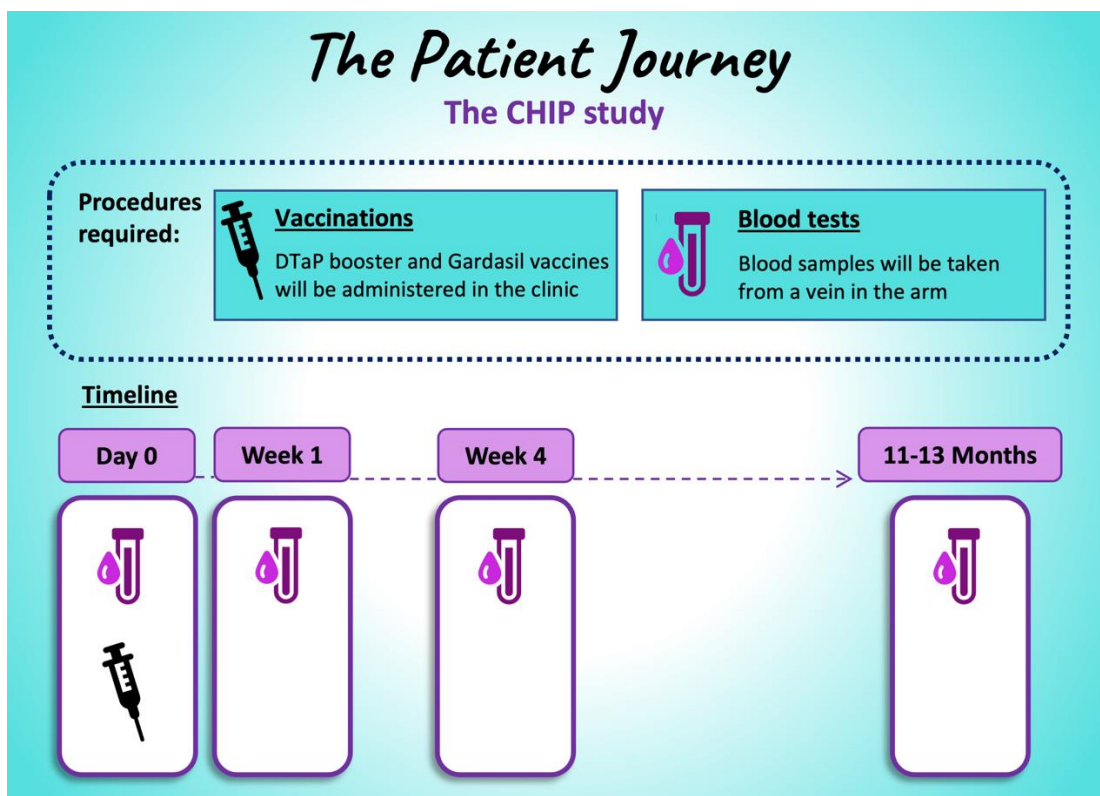 The Patient Journey
The CHIP study
Procedures
required:
Vaccinations
DTaP booster and Gardasil vaccines
will be administered in the clinic
Blood tests
Blood samples will be taken
from a vein in the arm
Timeline
Day 0
Week 1
Week 4
11-13 Months